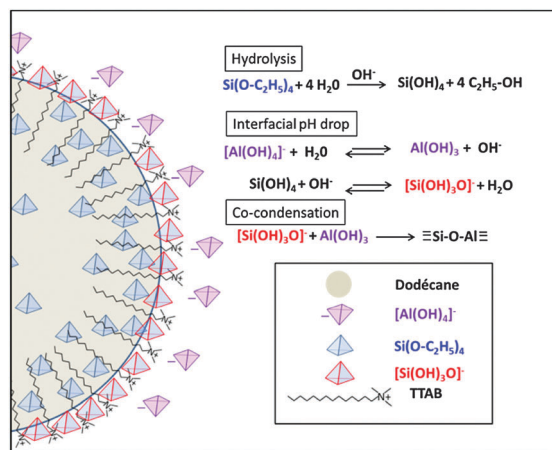 Hydrolysis
Si(O-C₂H₅)₄ + 4 H₂0 OH⁻ Si(OH)₄ + 4 C₂H₅-OH
Interfacial pH drop
[Al(OH)₄]⁻ + H₂0 Al(OH)₃ + OH⁻
Si(OH)₄ + OH⁻ [Si(OH)₃O]⁻ + H₂O
Co-condensation
[Si(OH)₃O]⁻ + Al(OH)₃ ≡Si-O-Al≡
Dodécane
[Al(OH)₄]⁻
Si(O-C₂H₅)₄
[Si(OH)₃O]⁻
TTAB
N⁺